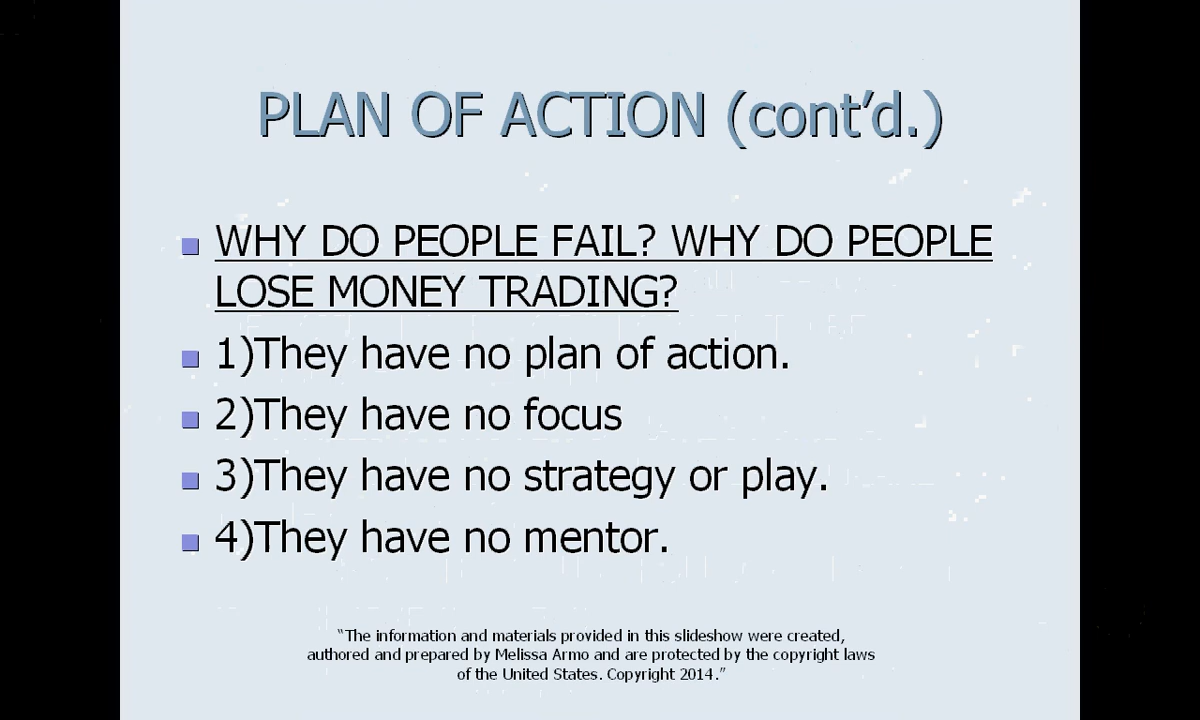 PLAN OF ACTION (cont’d.)
WHY DO PEOPLE FAIL? WHY DO PEOPLE
LOSE MONEY TRADING?
1)They have no plan of action.
2)They have no focus
3)They have no strategy or play.
4)They have no mentor.
“The information and materials provided in this slideshow were created,
authored and prepared by Melissa Armo and are protected by the copyright laws
of the United States. Copyright 2014.”